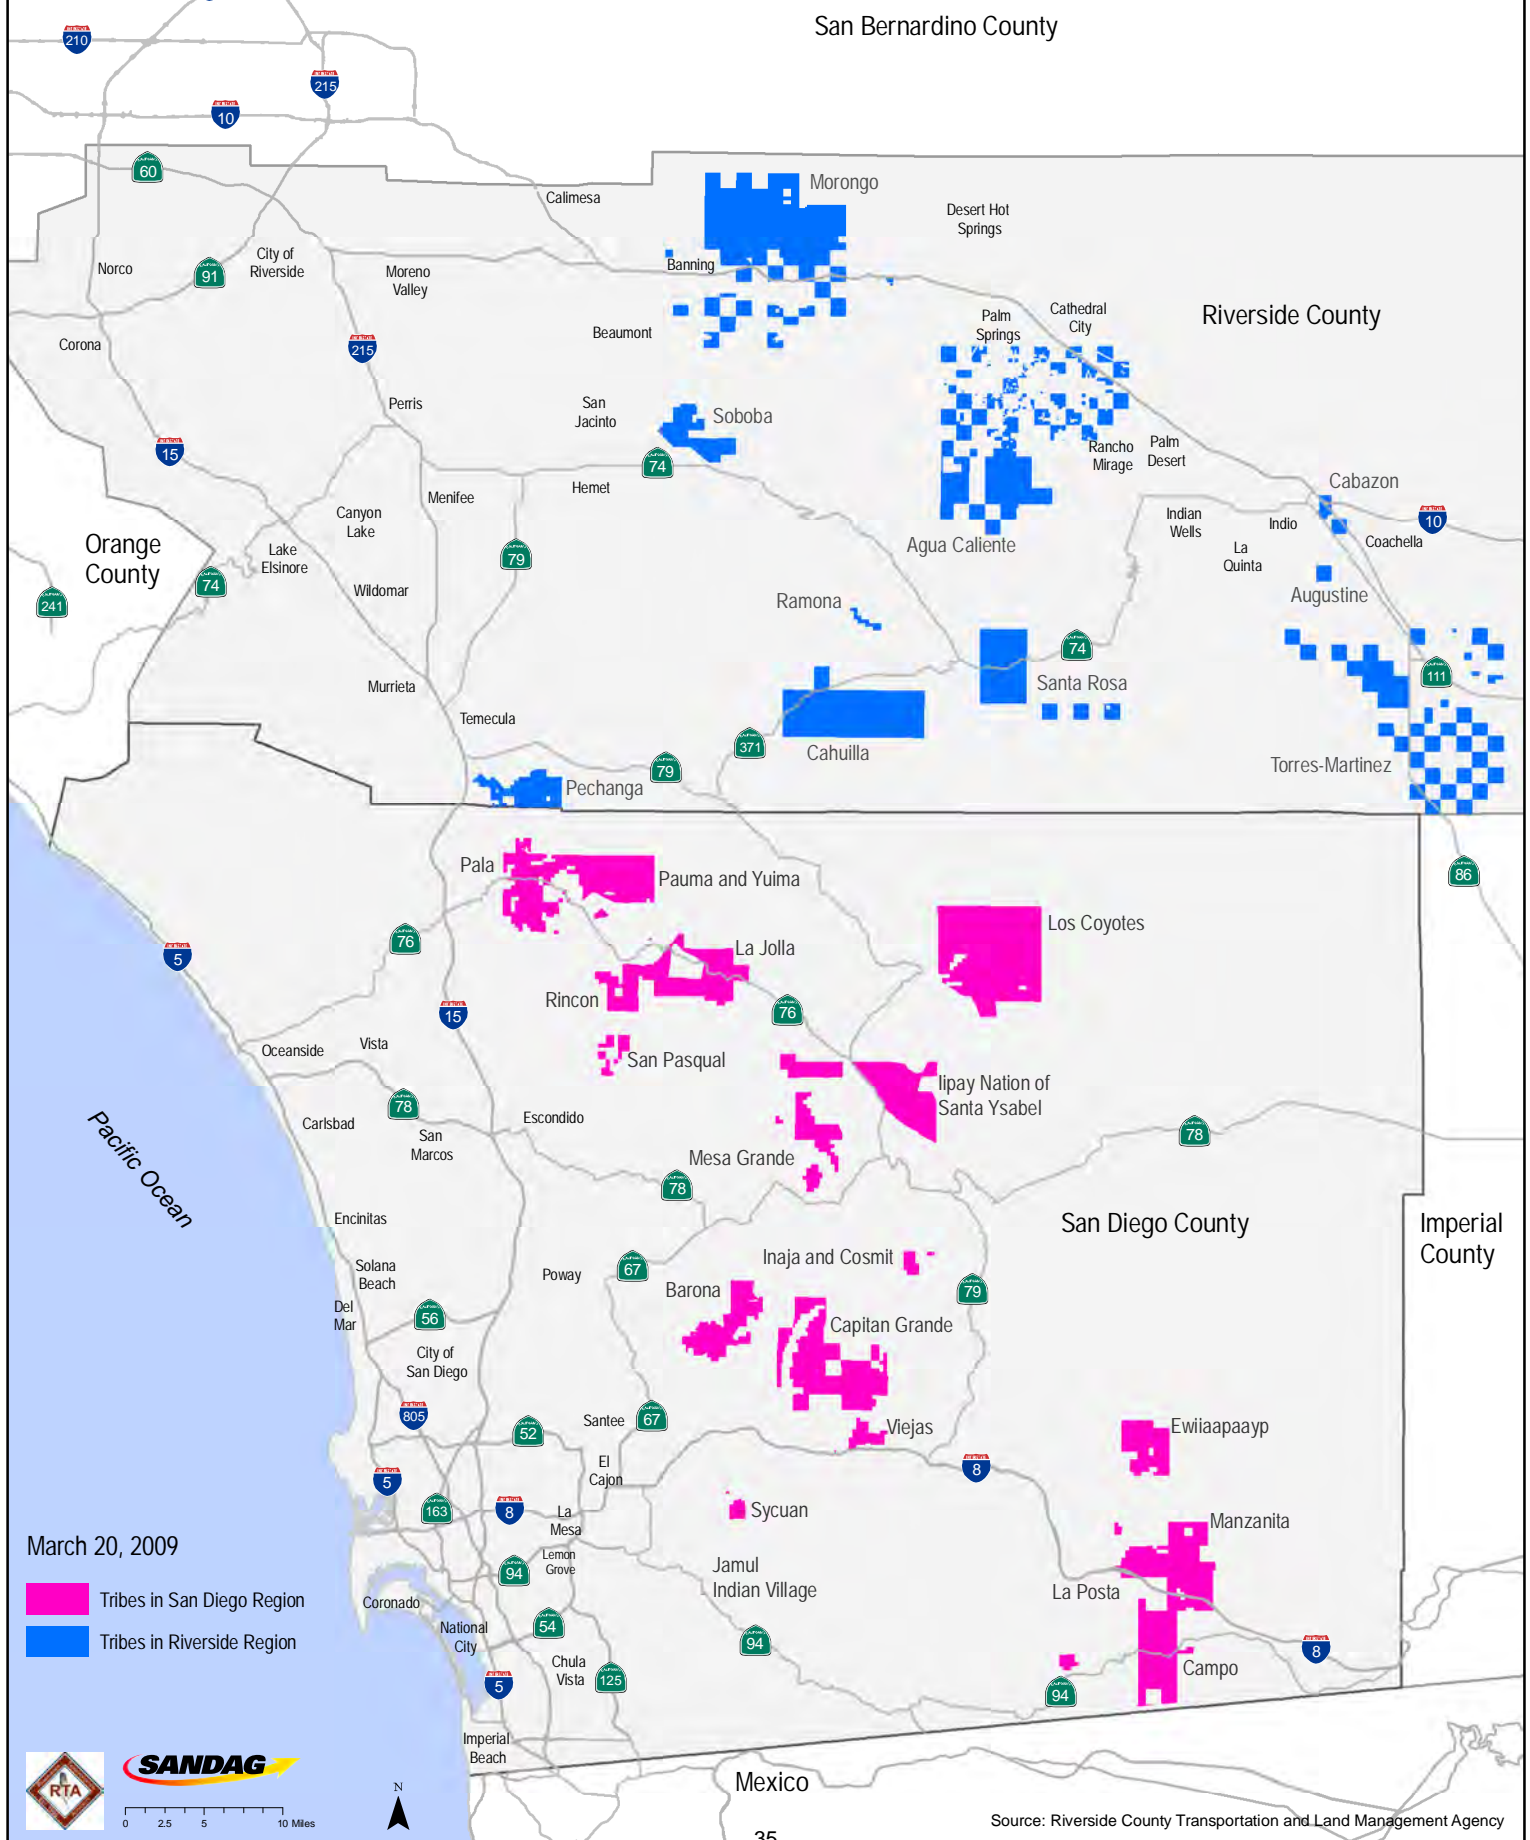 San Bernardino County
210
215
10
60
Calimesa
Morongo
Desert Hot
Springs
Norco
91
City of
Riverside
Moreno
Valley
Banning
Riverside County
Cathedral
City
Palm
Springs
Beaumont
Corona
215
Perris
San
Jacinto
Soboba
15
74
Rancho
Mirage
Palm
Desert
Cabazon
Hemet
Menifee
Canyon
Lake
Indian
Wells
Indio
10
Coachella
Orange
County
Lake
Elsinore
79
Agua Caliente
La
Quinta
74
241
Wildomar
Ramona
Augustine
74
111
Murrieta
Santa Rosa
Temecula
371
Cahuilla
79
Torres-Martinez
Pechanga
Pala
Pauma and Yuima
86
Los Coyotes
76
5
La Jolla
Rincon
15
76
Oceanside
Vista
San Pasqual
Iipay Nation of
Santa Ysabel
78
Carlsbad
San
Marcos
Escondido
78
Pacific Ocean
Mesa Grande
78
Encinitas
San Diego County
Imperial
County
Solana
Beach
Poway
67
Inaja and Cosmit
Del
Mar
Barona
79
56
Capitan Grande
City of
San Diego
805
52
Santee
67
Viejas
Ewiiaapaayp
El
Cajon
8
5
163
8
La
Mesa
Sycuan
Manzanita
March 20, 2009
Lemon
Grove
94
Jamul
Indian Village
La Posta
Tribes in San Diego Region
Coronado
National
City
54
94
8
Tribes in Riverside Region
Chula
Vista
125
5
Campo
94
Imperial
Beach
RTA
SANDAG
N
Mexico
0 2.5 5 10 Miles
Source: Riverside County Transportation and Land Management Agency
35